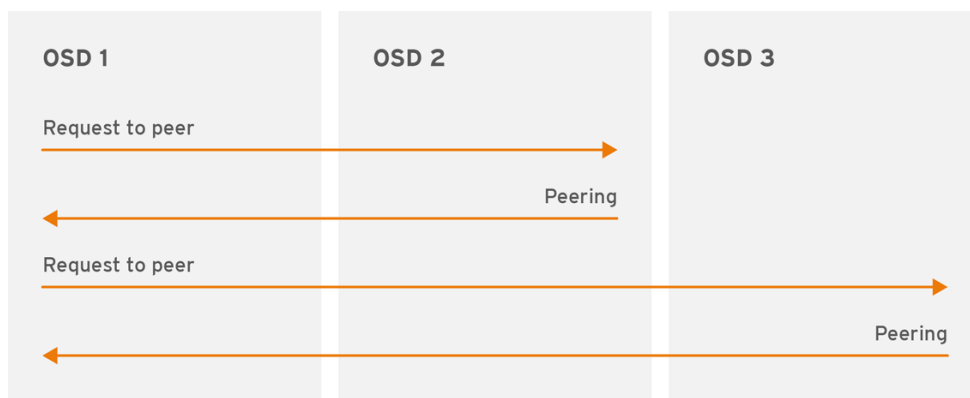 OSD 1
OSD 2
OSD 3
Request to peer
Peering
Request to peer
Peering